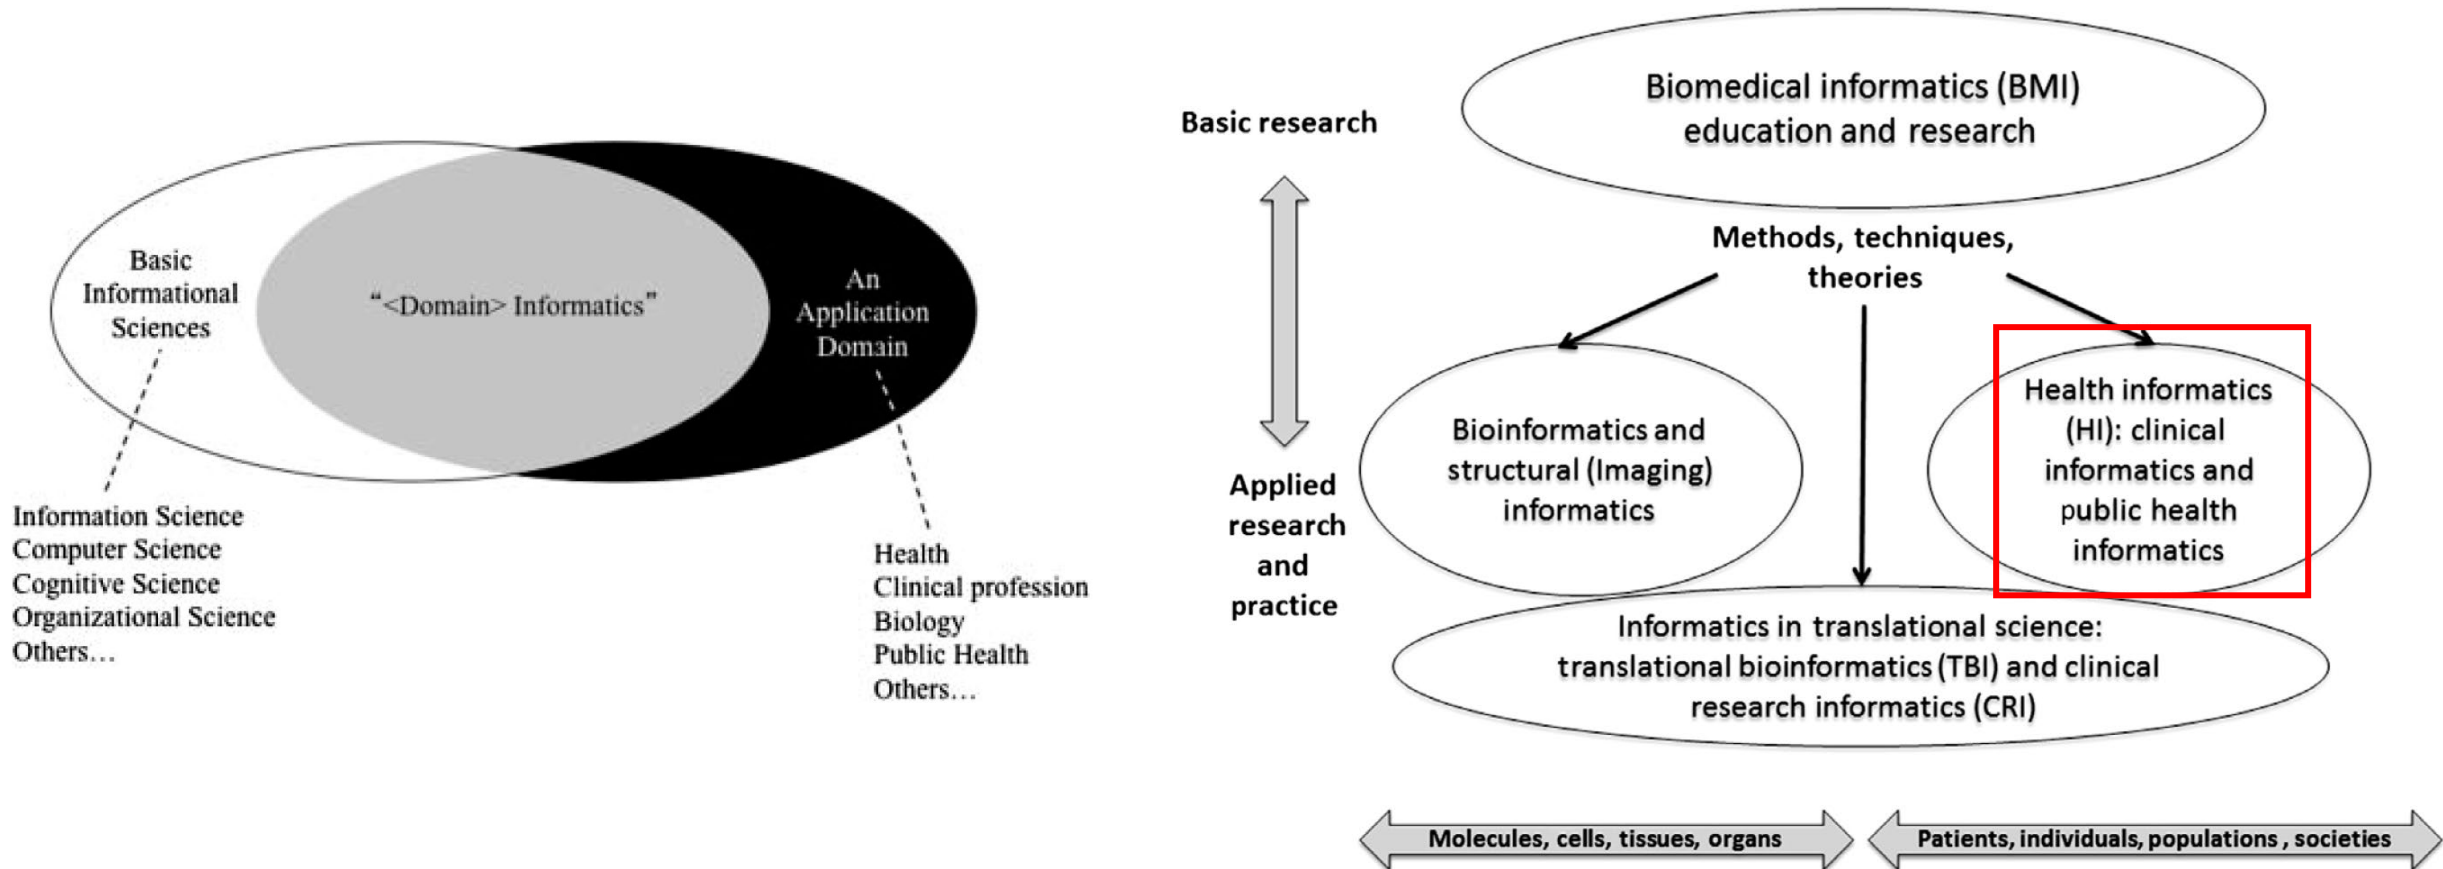 Basic
Informational
Sciences
“<Domain> Informatics”
An
Application
Domain
Information Science
Computer Science
Cognitive Science
Organizational Science
Others…
Health
Clinical profession
Biology
Public Health
Others…
Biomedical informatics (BMI)
education and research
Basic research
Methods, techniques,
theories
Applied
research
and
practice
Bioinformatics and
structural (Imaging)
informatics
Health informatics
(HI): clinical
informatics and
public health
informatics
Informatics in translational science:
translational bioinformatics (TBI) and clinical
research informatics (CRI)
Molecules, cells, tissues, organs
Patients, individuals, populations , societies